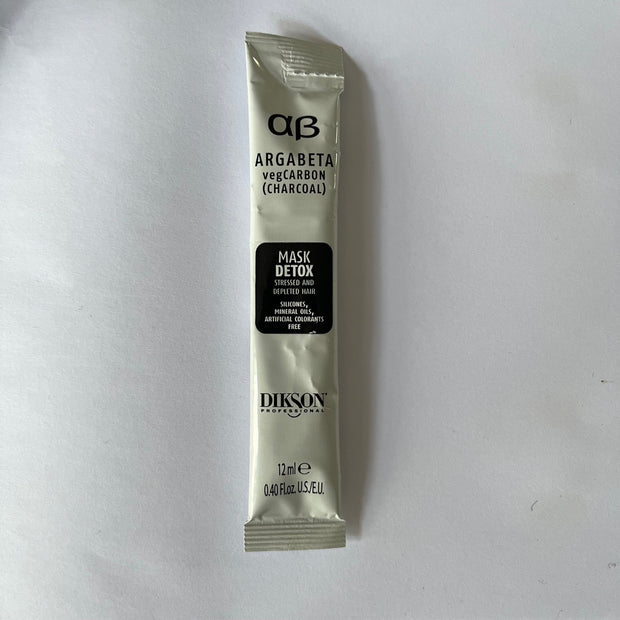 αβ
ARGABETA
vegCARBON
(CHARCOAL)
MASK
DETOX
STRESSED AND
DEPLETED HAIR
SILICONES,
MINERAL OILS,
ARTIFICIAL COLORANTS
FREE
DIKSON®
PROFESSIONAL
12 ml ℮
0.40 Fl.oz. U.S./E.U.